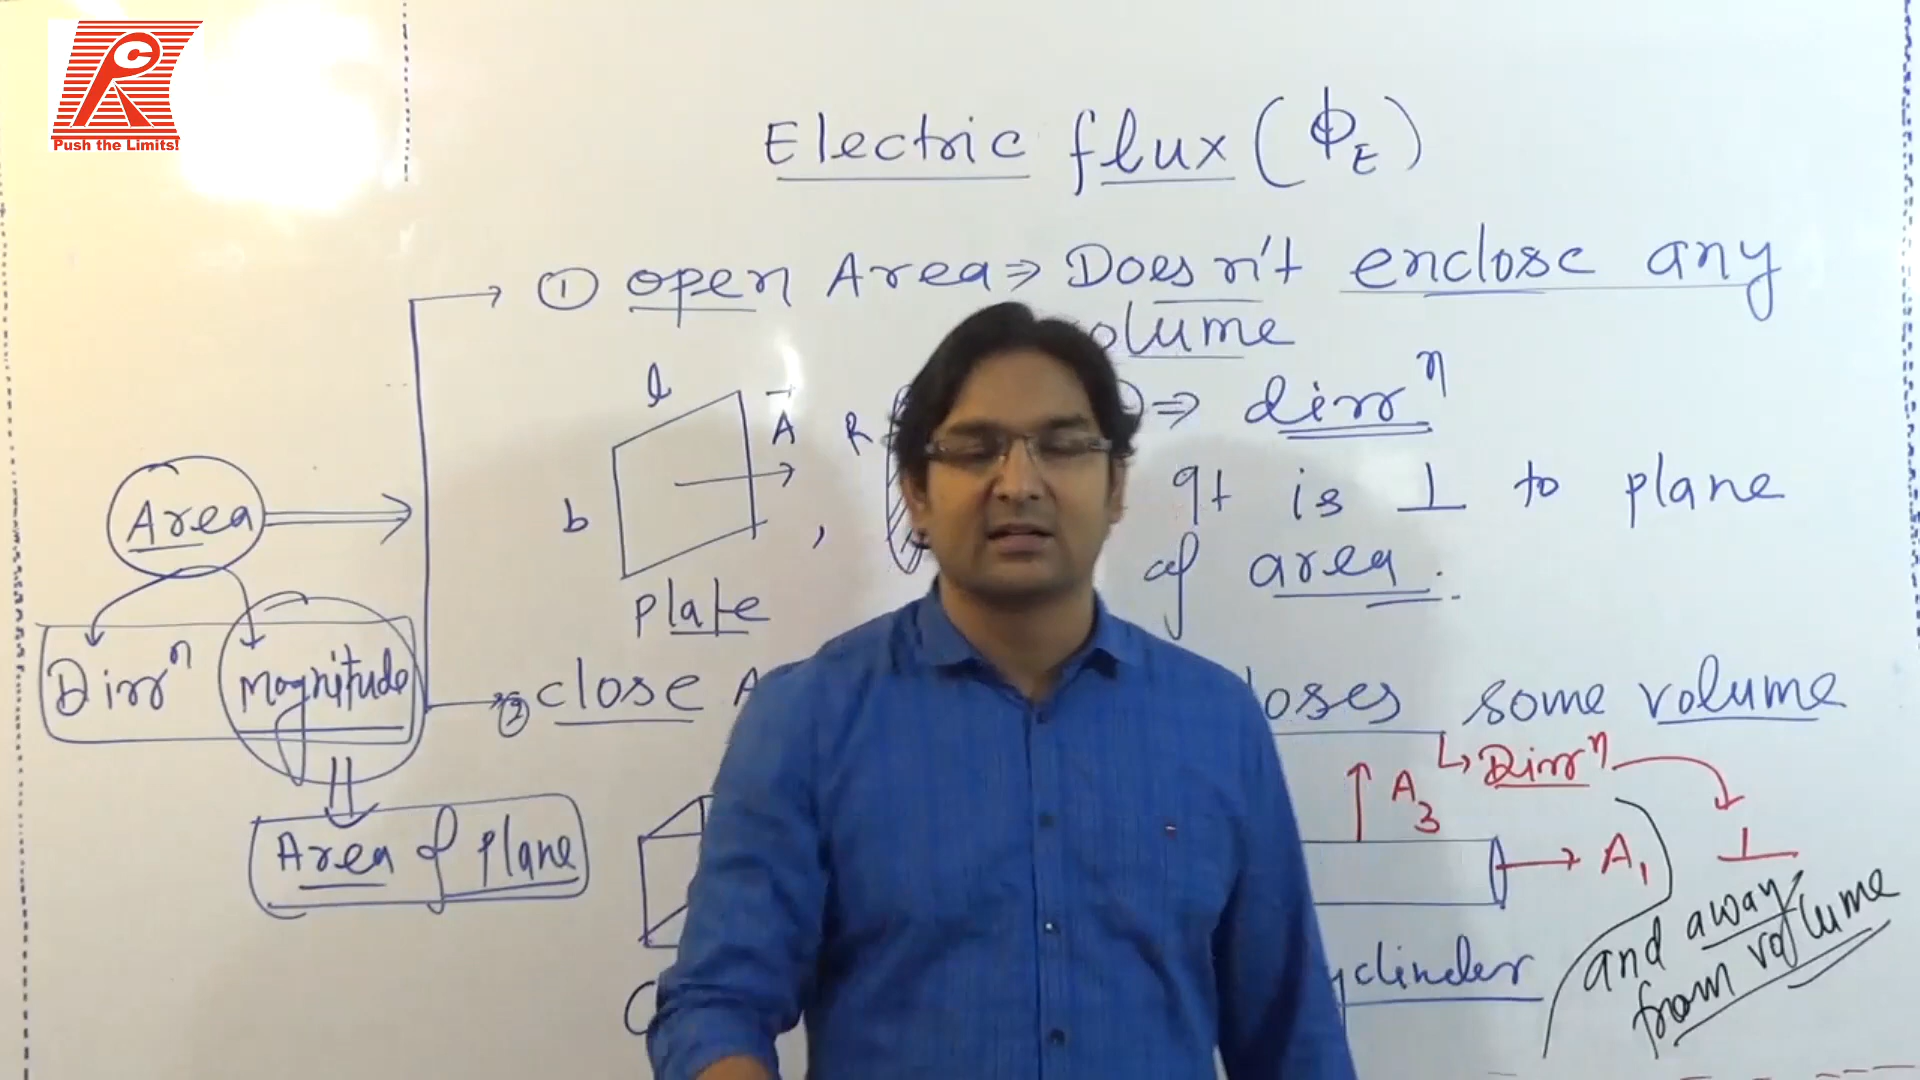 Push the Limits!
Electric flux (ϕE)
① open Area ⇒ Doesn't enclose any
olume
l
A
b
R
,
⇒ dirrⁿ
It is ⊥ to plane
of area.
plate
Area
Dirrⁿ magnitude
Area of plane
② close A
loses some volume
↳ Dirrⁿ
A3
A1
⊥
and away
from volume
yclinder